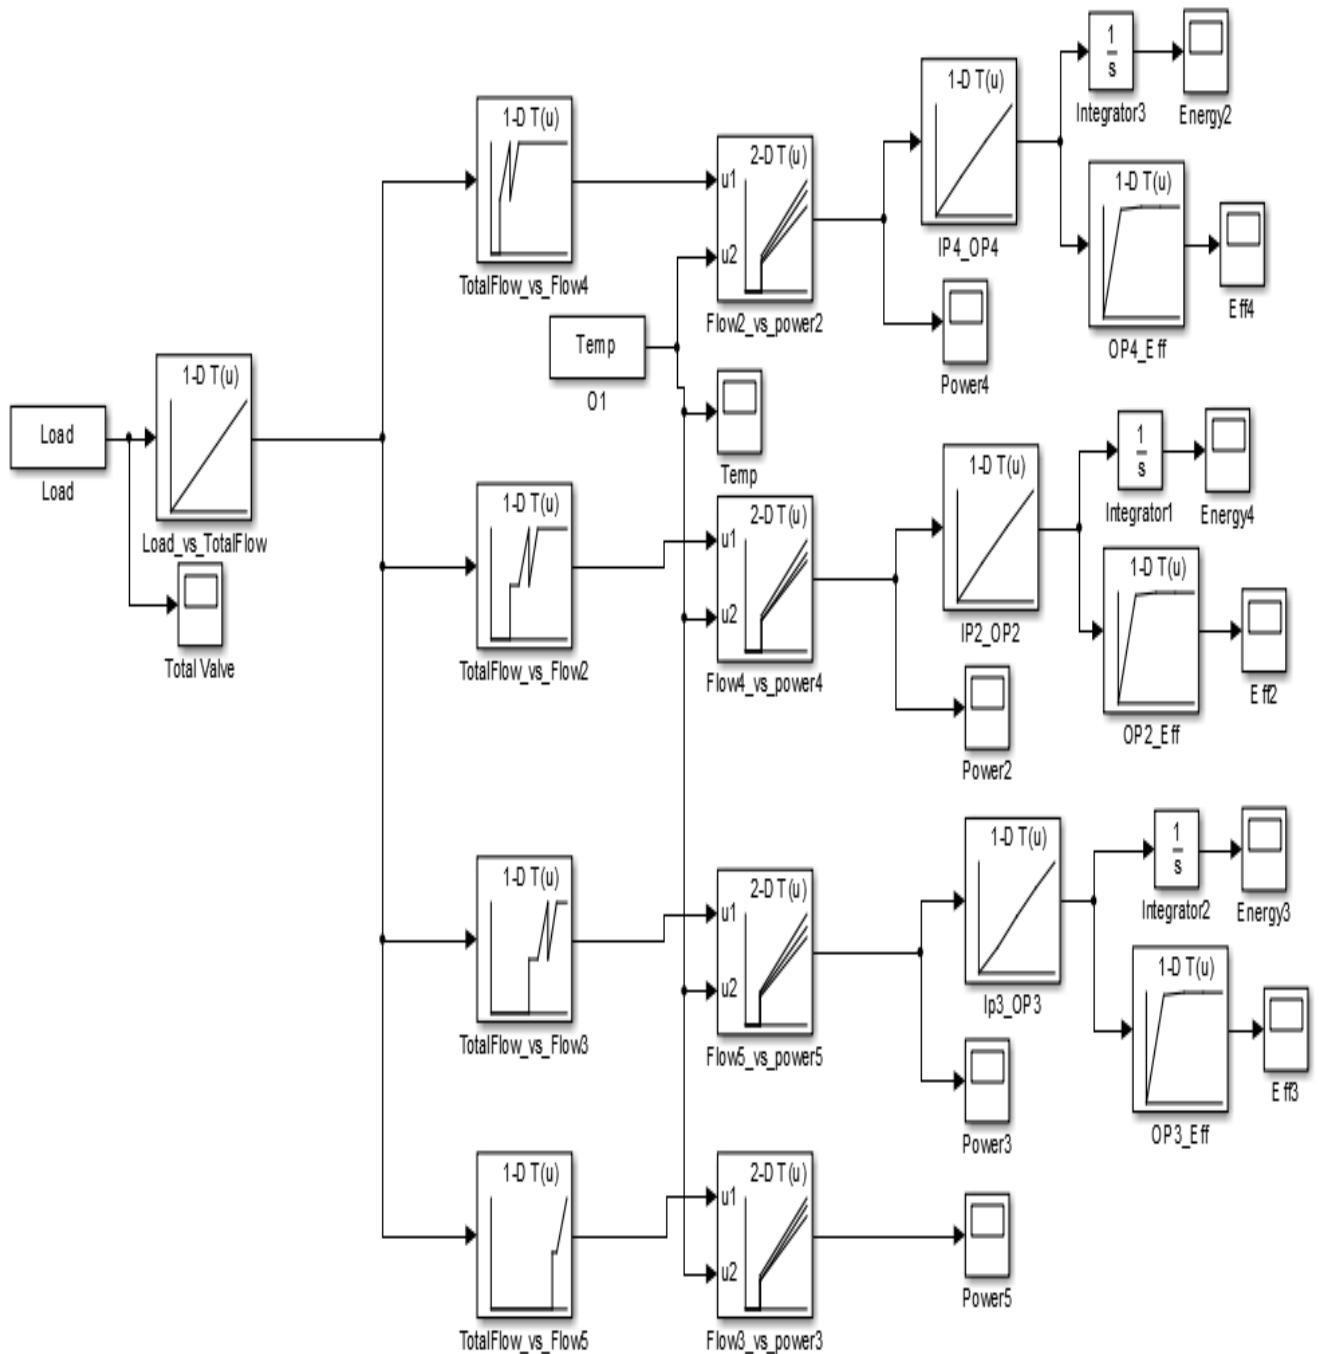 1
s
Integrator3
Energy2
1-D T(u)
IP4_OP4
1-D T(u)
TotalFlow_vs_Flow4
2-D T(u)
u1
u2
Flow2_vs_power2
1-D T(u)
OP4_Eff
Eff4
Power4
Temp
O1
Temp
Load
Load
1-D T(u)
Load_vs_TotalFlow
Total Valve
1-D T(u)
TotalFlow_vs_Flow2
2-D T(u)
u1
u2
Flow4_vs_power4
1-D T(u)
IP2_OP2
1
s
Integrator1
Energy4
1-D T(u)
OP2_Eff
Eff2
Power2
1-D T(u)
TotalFlow_vs_Flow3
2-D T(u)
u1
u2
Flow5_vs_power5
1-D T(u)
Ip3_OP3
1
s
Integrator2
Energy3
1-D T(u)
OP3_Eff
Eff3
Power3
1-D T(u)
TotalFlow_vs_Flow5
2-D T(u)
u1
u2
Flow3_vs_power3
Power5